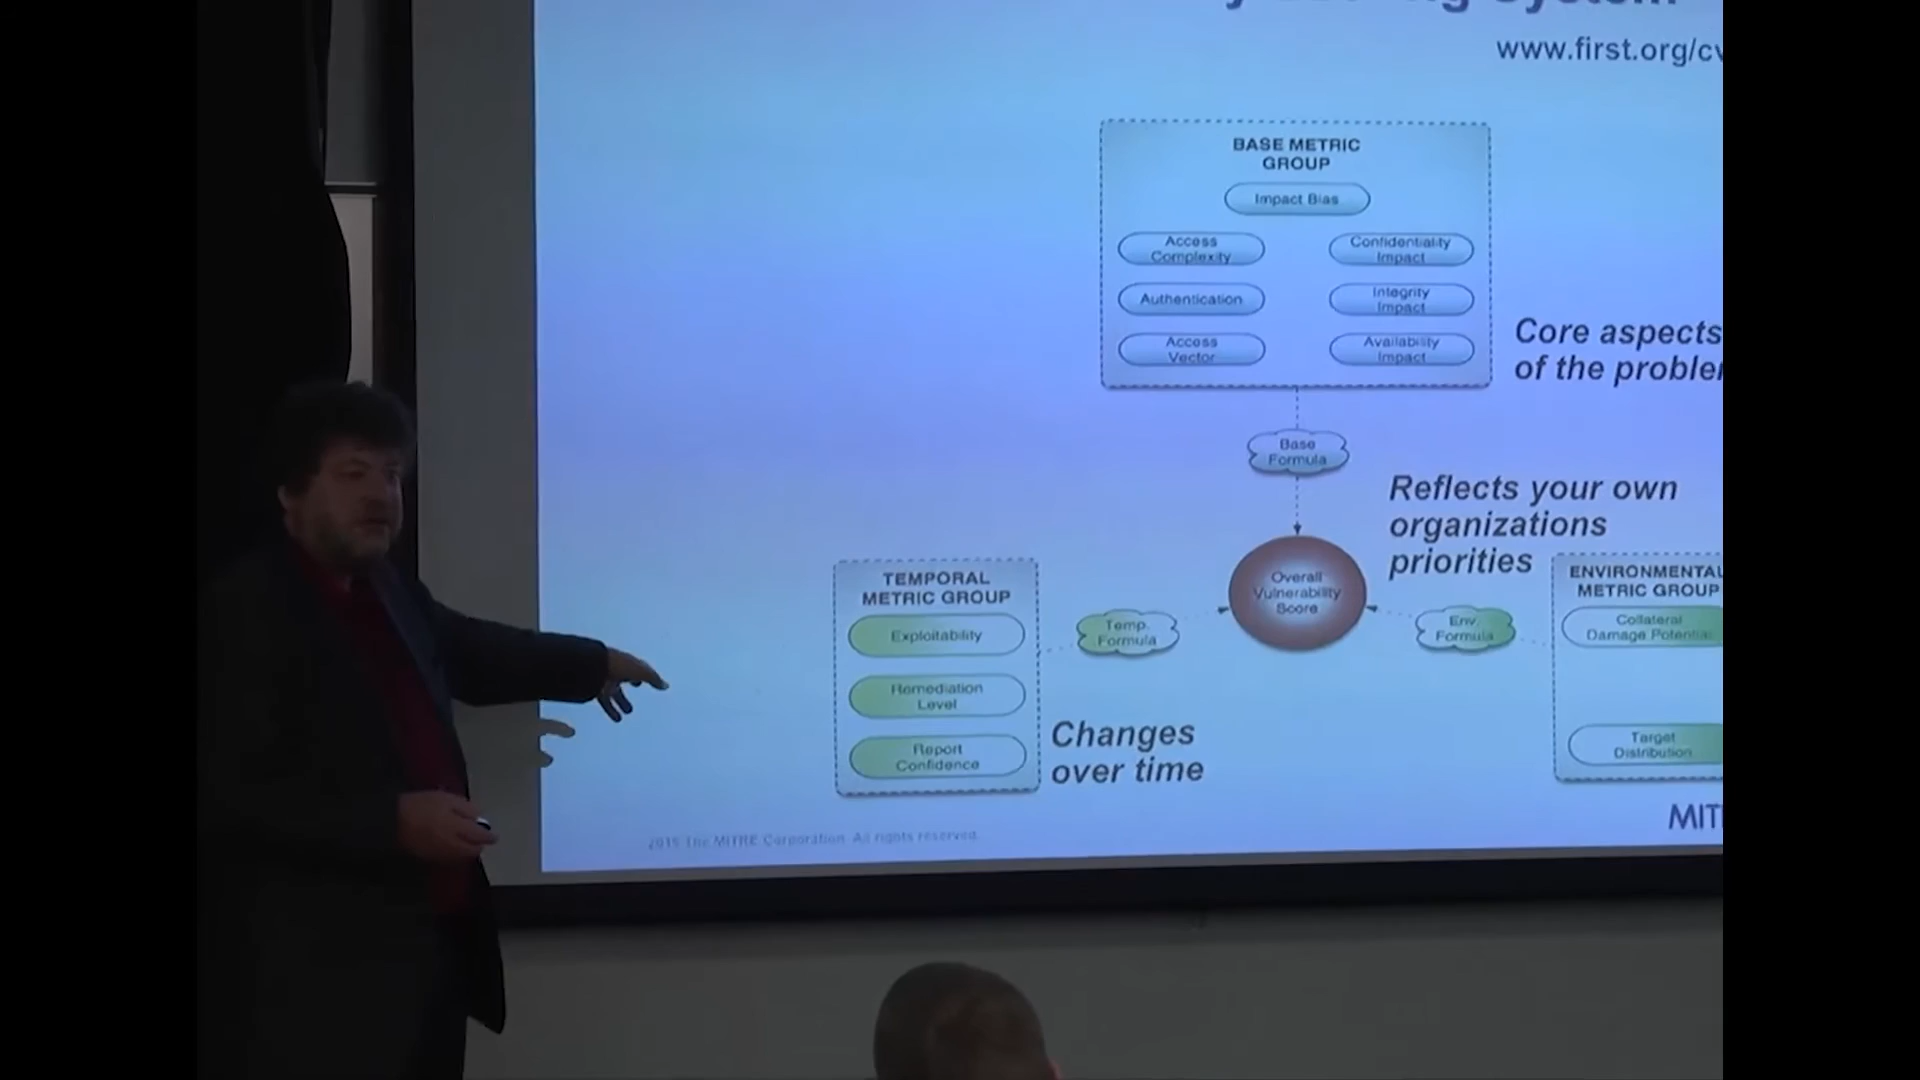 y Scoring System
www.first.org/cv
BASE METRIC
GROUP
Impact Bias
Access
Complexity
Confidentiality
Impact
Authentication
Integrity
Impact
Access
Vector
Availability
Impact
Core aspects
of the problem
Base
Formula
Reflects your own
organizations
priorities
TEMPORAL
METRIC GROUP
Exploitability
Remediation
Level
Report
Confidence
Changes
over time
Temp.
Formula
Overall
Vulnerability
Score
Env.
Formula
ENVIRONMENTAL
METRIC GROUP
Collateral
Damage Potential
Target
Distribution
MIT
2015 The MITRE Corporation. All rights reserved.